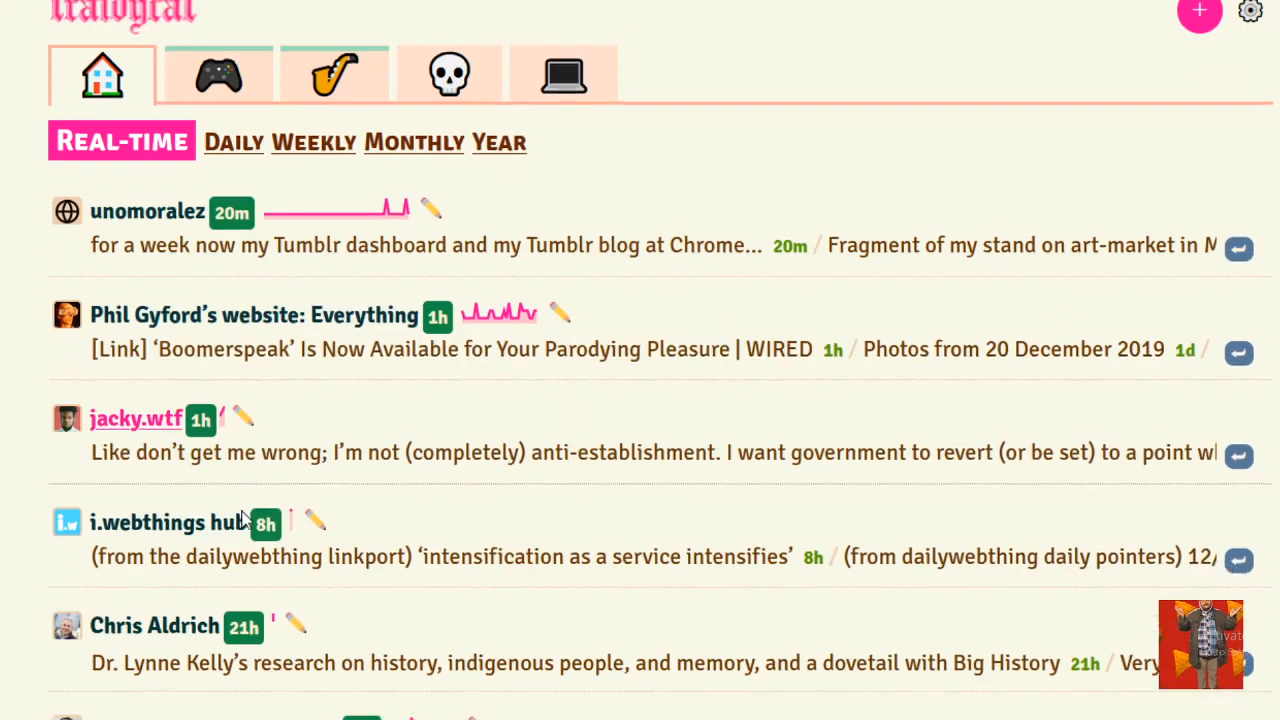 fraidycat
+
REAL-TIME DAILY WEEKLY MONTHLY YEAR
unomoralez 20m
for a week now my Tumblr dashboard and my Tumblr blog at Chrome... 20m / Fragment of my stand on art-market in M
Phil Gyford’s website: Everything 1h
[Link] ‘Boomerspeak’ Is Now Available for Your Parodying Pleasure | WIRED 1h / Photos from 20 December 2019 1d /
jacky.wtf 1h
Like don’t get me wrong; I’m not (completely) anti-establishment. I want government to revert (or be set) to a point
i.w i.webthings hub 8h
(from the dailywebthing linkport) ‘intensification as a service intensifies’ 8h / (from dailywebthing daily pointers) 12/
Chris Aldrich 21h
Dr. Lynne Kelly’s research on history, indigenous people, and memory, and a dovetail with Big History 21h / Very